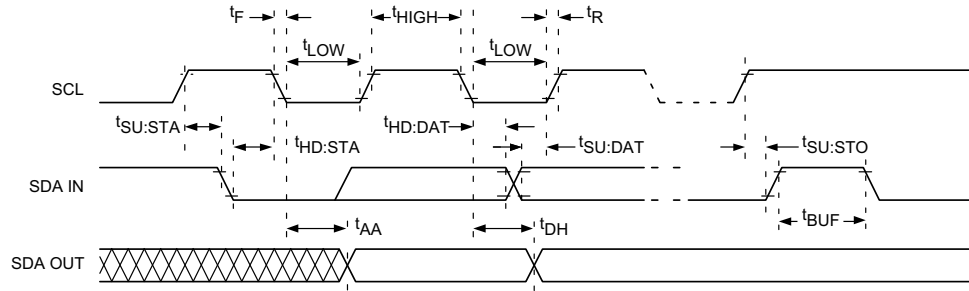 tF tHIGH tR
tLOW tLOW
SCL
tSU:STA tHD:STA tHD:DAT tSU:DAT tSU:STO
SDA IN
tBUF
tAA tDH
SDA OUT